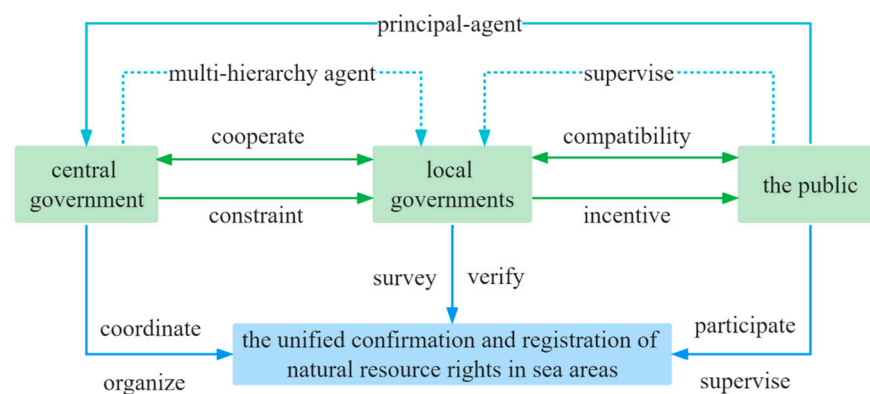 principal-agent
multi-hierarchy agent
supervise
cooperate
compatibility
central
government
local
governments
the public
constraint
incentive
survey
verify
coordinate
organize
the unified confirmation and registration of
natural resource rights in sea areas
participate
supervise